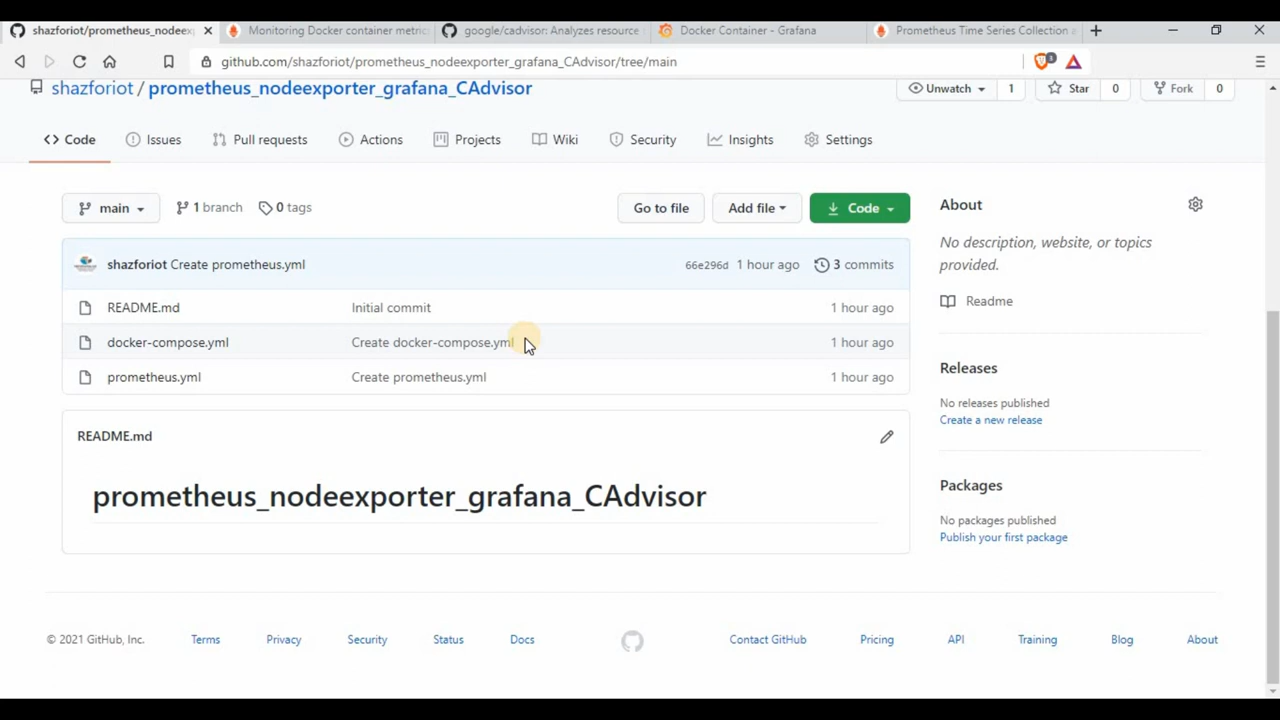 shazforiot/prometheus_nodeex
Monitoring Docker container metric
google/cadvisor: Analyzes resource
Docker Container - Grafana
Prometheus Time Series Collection a
github.com/shazforiot/prometheus_nodeexporter_grafana_CAdvisor/tree/main
1
shazforiot / prometheus_nodeexporter_grafana_CAdvisor
Unwatch 1
Star 0
Fork 0
Code
Issues
Pull requests
Actions
Projects
Wiki
Security
Insights
Settings
main
1 branch
0 tags
Go to file
Add file
Code
shazforiot Create prometheus.yml 66e296d 1 hour ago 3 commits
README.md Initial commit 1 hour ago
docker-compose.yml Create docker-compose.yml 1 hour ago
prometheus.yml Create prometheus.yml 1 hour ago
README.md
prometheus_nodeexporter_grafana_CAdvisor
About
No description, website, or topics
provided.
Readme
Releases
No releases published
Create a new release
Packages
No packages published
Publish your first package
© 2021 GitHub, Inc.
Terms
Privacy
Security
Status
Docs
Contact GitHub
Pricing
API
Training
Blog
About